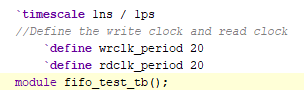 `timescale 1ns / 1ps
//Define the write clock and read clock
`define wrclk_period 20
`define rdclk_period 20
module fifo_test_tb();